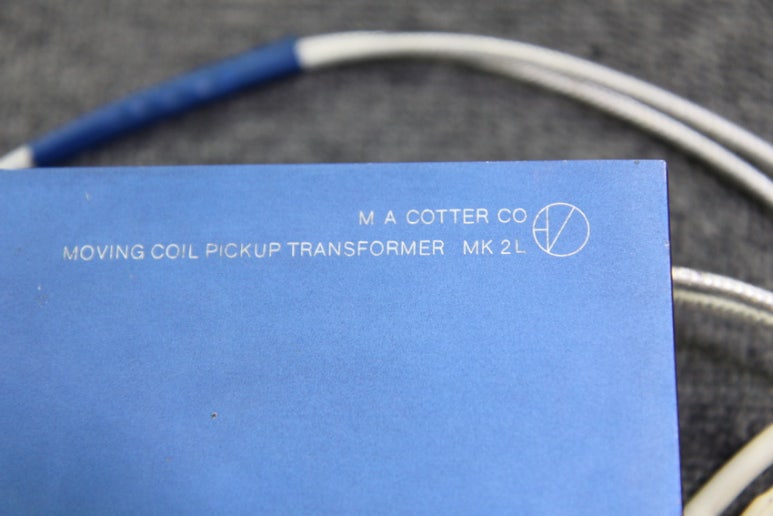 M A COTTER CO
MOVING COIL PICKUP TRANSFORMER MK 2L